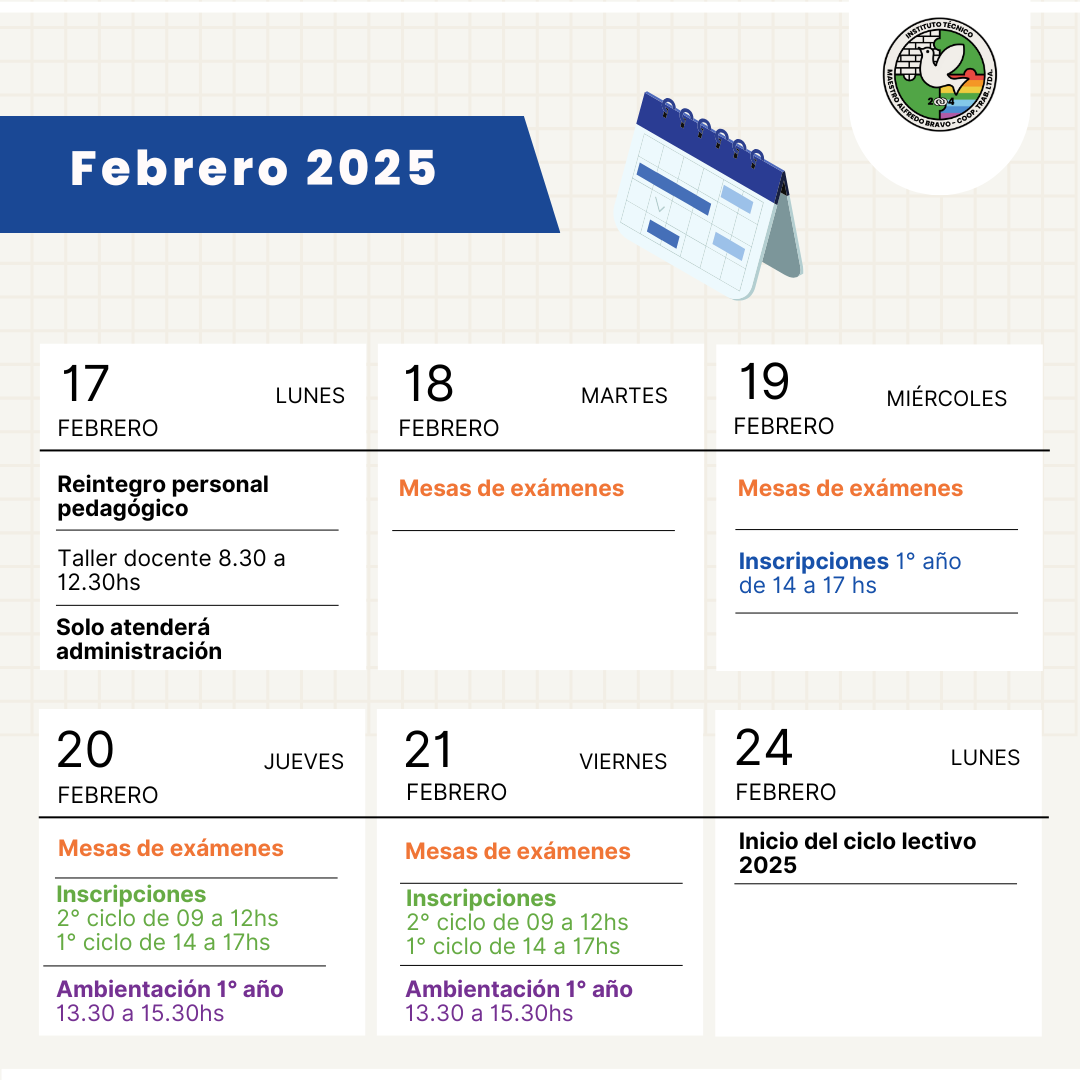 INSTITUTO TÉCNICO
MAESTRO ALFREDO BRAVO - COOP. TRAB. LTDA.
Febrero 2025
17
LUNES
FEBRERO
Reintegro personal
pedagógico
Taller docente 8.30 a
12.30hs
Solo atenderá
administración
18
MARTES
FEBRERO
Mesas de exámenes
19
MIÉRCOLES
FEBRERO
Mesas de exámenes
Inscripciones 1° año
de 14 a 17 hs
20
JUEVES
FEBRERO
Mesas de exámenes
Inscripciones
2° ciclo de 09 a 12hs
1° ciclo de 14 a 17hs
Ambientación 1° año
13.30 a 15.30hs
21
VIERNES
FEBRERO
Mesas de exámenes
Inscripciones
2° ciclo de 09 a 12hs
1° ciclo de 14 a 17hs
Ambientación 1° año
13.30 a 15.30hs
24
LUNES
FEBRERO
Inicio del ciclo lectivo
2025